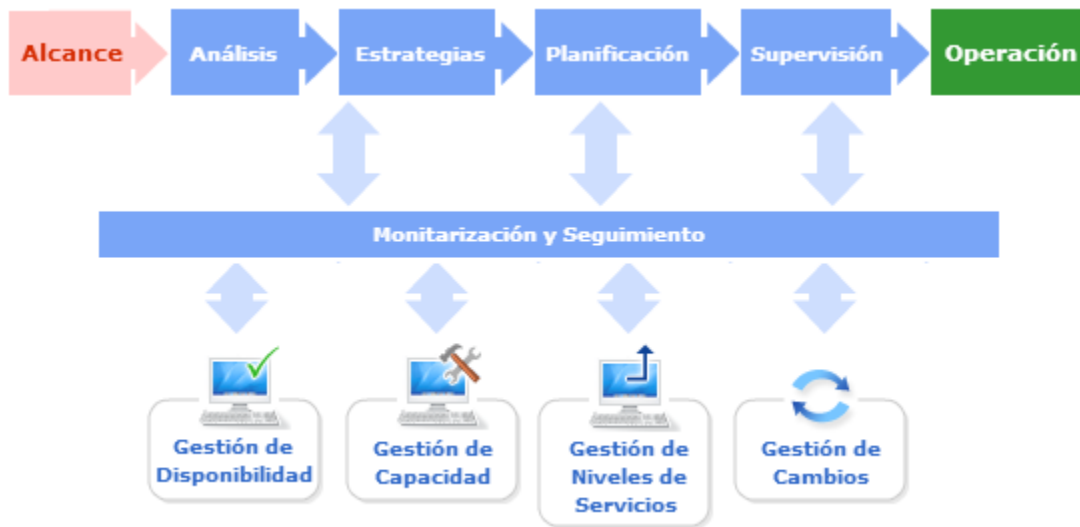 Alcance
Análisis
Estrategias
Planificación
Supervisión
Operación
Monitarización y Seguimiento
Gestión de
Disponibilidad
Gestión de
Capacidad
Gestión de
Niveles de
Servicios
Gestión de
Cambios